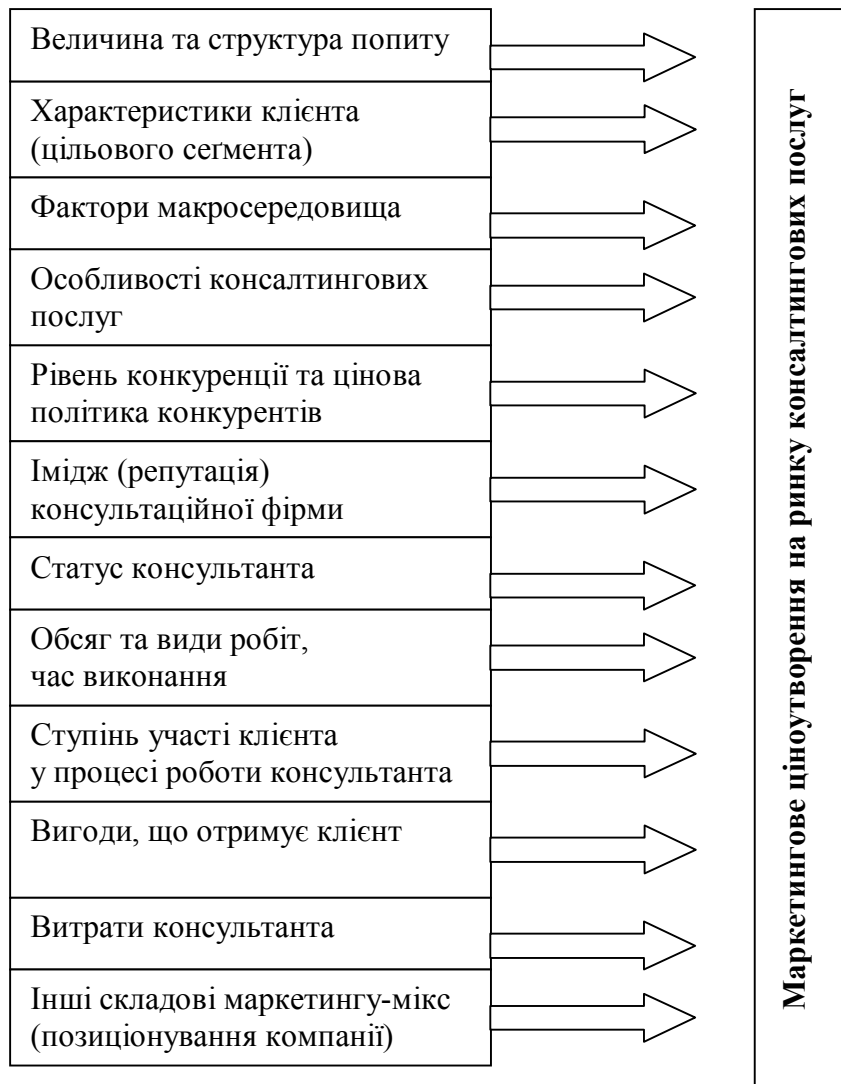 Величина та структура попиту
Характеристики клієнта
(цільового сеґмента)
Фактори макросередовища
Особливості консалтингових
послуг
Рівень конкуренції та цінова
політика конкурентів
Імідж (репутація)
консультаційної фірми
Статус консультанта
Обсяг та види робіт,
час виконання
Ступінь участі клієнта
у процесі роботи консультанта
Вигоди, що отримує клієнт
Витрати консультанта
Інші складові маркетингу-мікс
(позиціонування компанії)
Маркетингове ціноутворення на ринку консалтингових послуг